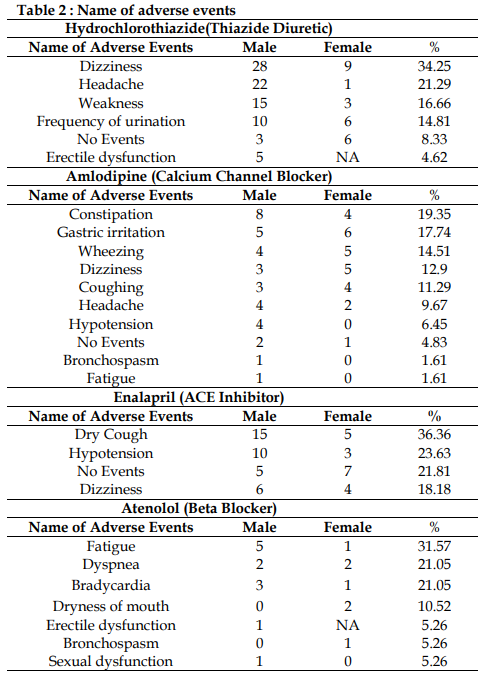 Table 2 : Name of adverse events
Hydrochlorothiazide(Thiazide Diuretic)
Name of Adverse Events Male Female %
Dizziness 28 9 34.25
Headache 22 1 21.29
Weakness 15 3 16.66
Frequency of urination 10 6 14.81
No Events 3 6 8.33
Erectile dysfunction 5 NA 4.62
Amlodipine (Calcium Channel Blocker)
Name of Adverse Events Male Female %
Constipation 8 4 19.35
Gastric irritation 5 6 17.74
Wheezing 4 5 14.51
Dizziness 3 5 12.9
Coughing 3 4 11.29
Headache 4 2 9.67
Hypotension 4 0 6.45
No Events 2 1 4.83
Bronchospasm 1 0 1.61
Fatigue 1 0 1.61
Enalapril (ACE Inhibitor)
Name of Adverse Events Male Female %
Dry Cough 15 5 36.36
Hypotension 10 3 23.63
No Events 5 7 21.81
Dizziness 6 4 18.18
Atenolol (Beta Blocker)
Name of Adverse Events Male Female %
Fatigue 5 1 31.57
Dyspnea 2 2 21.05
Bradycardia 3 1 21.05
Dryness of mouth 0 2 10.52
Erectile dysfunction 1 NA 5.26
Bronchospasm 0 1 5.26
Sexual dysfunction 1 0 5.26